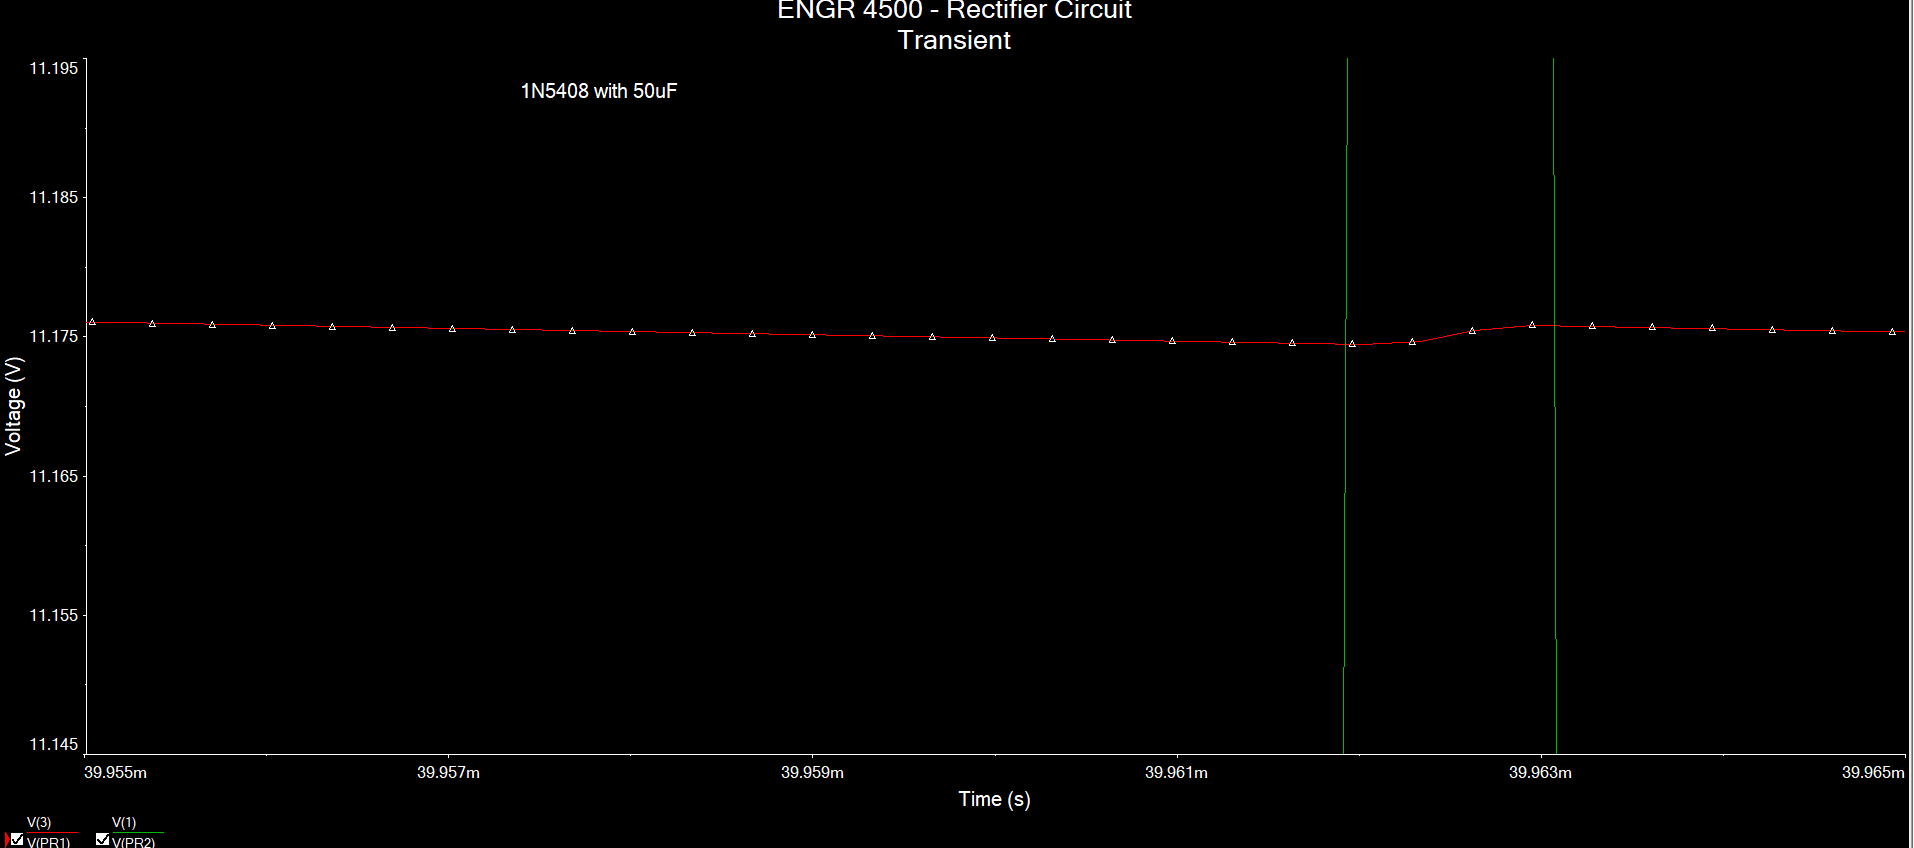 ENGR 4500 - Rectifier Circuit
Transient
1N5408 with 50uF
11.195
11.185
11.175
11.165
11.155
11.145
Voltage (V)
39.955m 39.957m 39.959m 39.961m 39.963m 39.965m
Time (s)
V(3) V(1)
V(PR1) V(PR2)